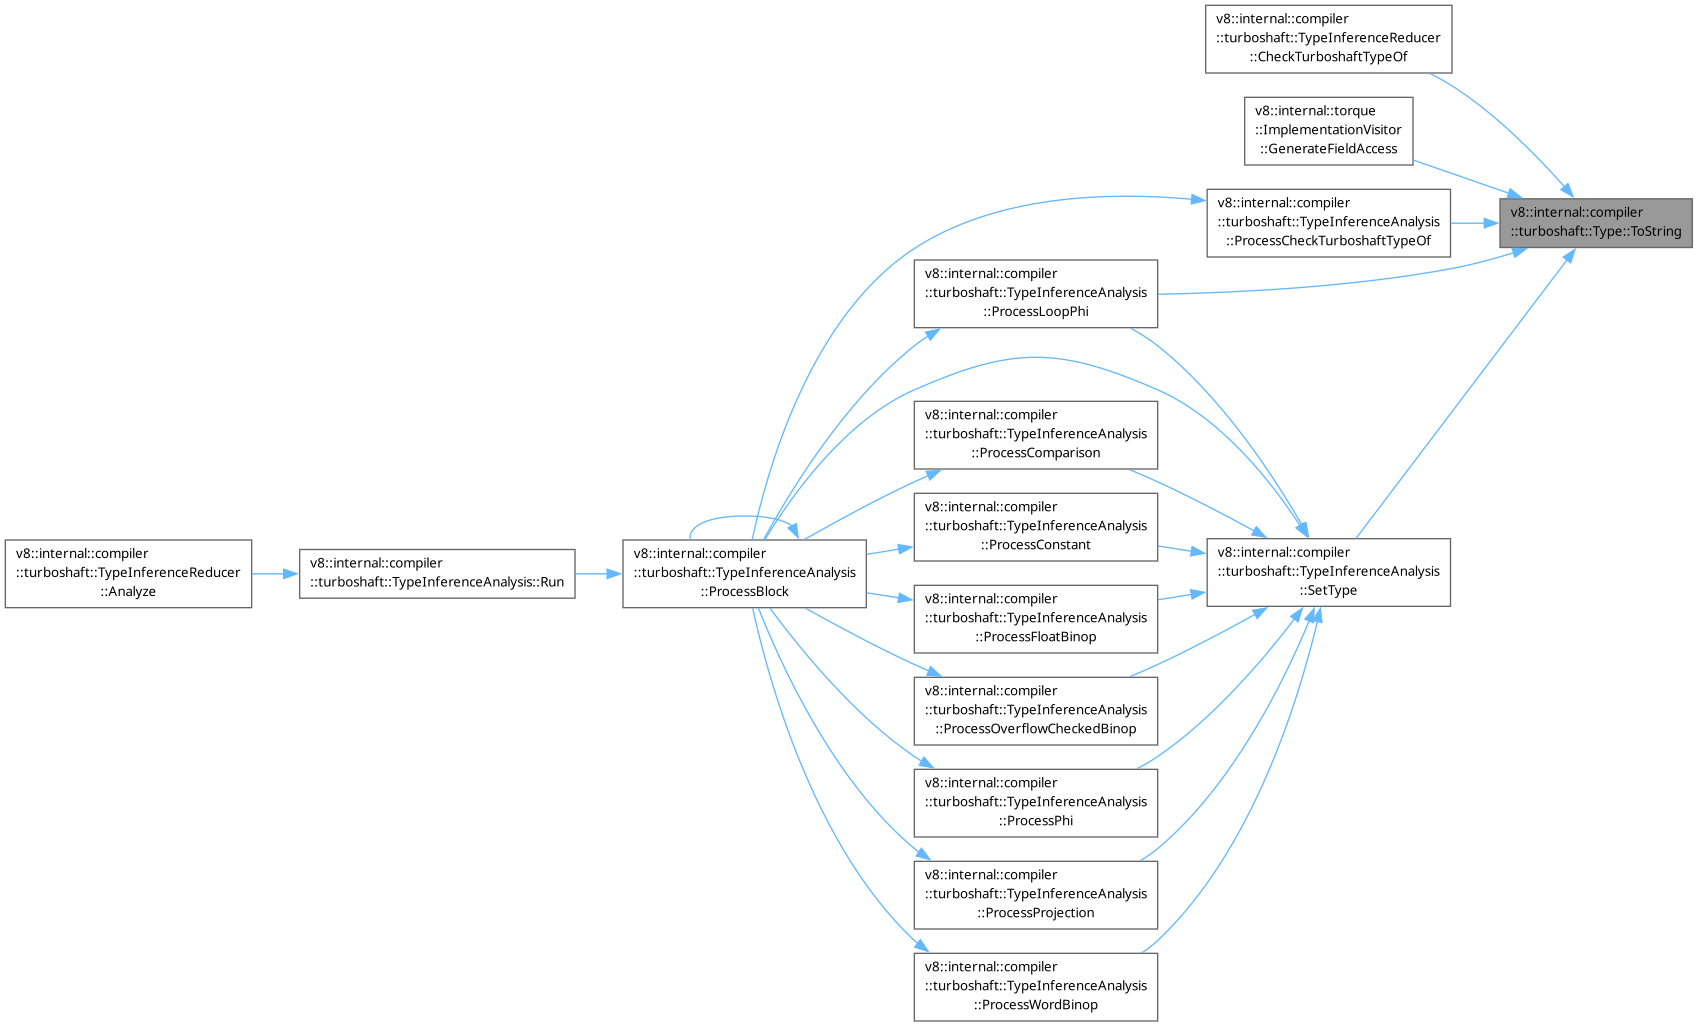 v8::internal::compiler
::turboshaft::TypeInferenceReducer
::CheckTurboshaftTypeOf
v8::internal::torque
::ImplementationVisitor
::GenerateFieldAccess
v8::internal::compiler
::turboshaft::TypeInferenceAnalysis
::ProcessCheckTurboshaftTypeOf
v8::internal::compiler
::turboshaft::Type::ToString
v8::internal::compiler
::turboshaft::TypeInferenceAnalysis
::ProcessLoopPhi
v8::internal::compiler
::turboshaft::TypeInferenceAnalysis
::ProcessComparison
v8::internal::compiler
::turboshaft::TypeInferenceAnalysis
::ProcessConstant
v8::internal::compiler
::turboshaft::TypeInferenceReducer
::Analyze
v8::internal::compiler
::turboshaft::TypeInferenceAnalysis::Run
v8::internal::compiler
::turboshaft::TypeInferenceAnalysis
::ProcessBlock
v8::internal::compiler
::turboshaft::TypeInferenceAnalysis
::SetType
v8::internal::compiler
::turboshaft::TypeInferenceAnalysis
::ProcessFloatBinop
v8::internal::compiler
::turboshaft::TypeInferenceAnalysis
::ProcessOverflowCheckedBinop
v8::internal::compiler
::turboshaft::TypeInferenceAnalysis
::ProcessPhi
v8::internal::compiler
::turboshaft::TypeInferenceAnalysis
::ProcessProjection
v8::internal::compiler
::turboshaft::TypeInferenceAnalysis
::ProcessWordBinop